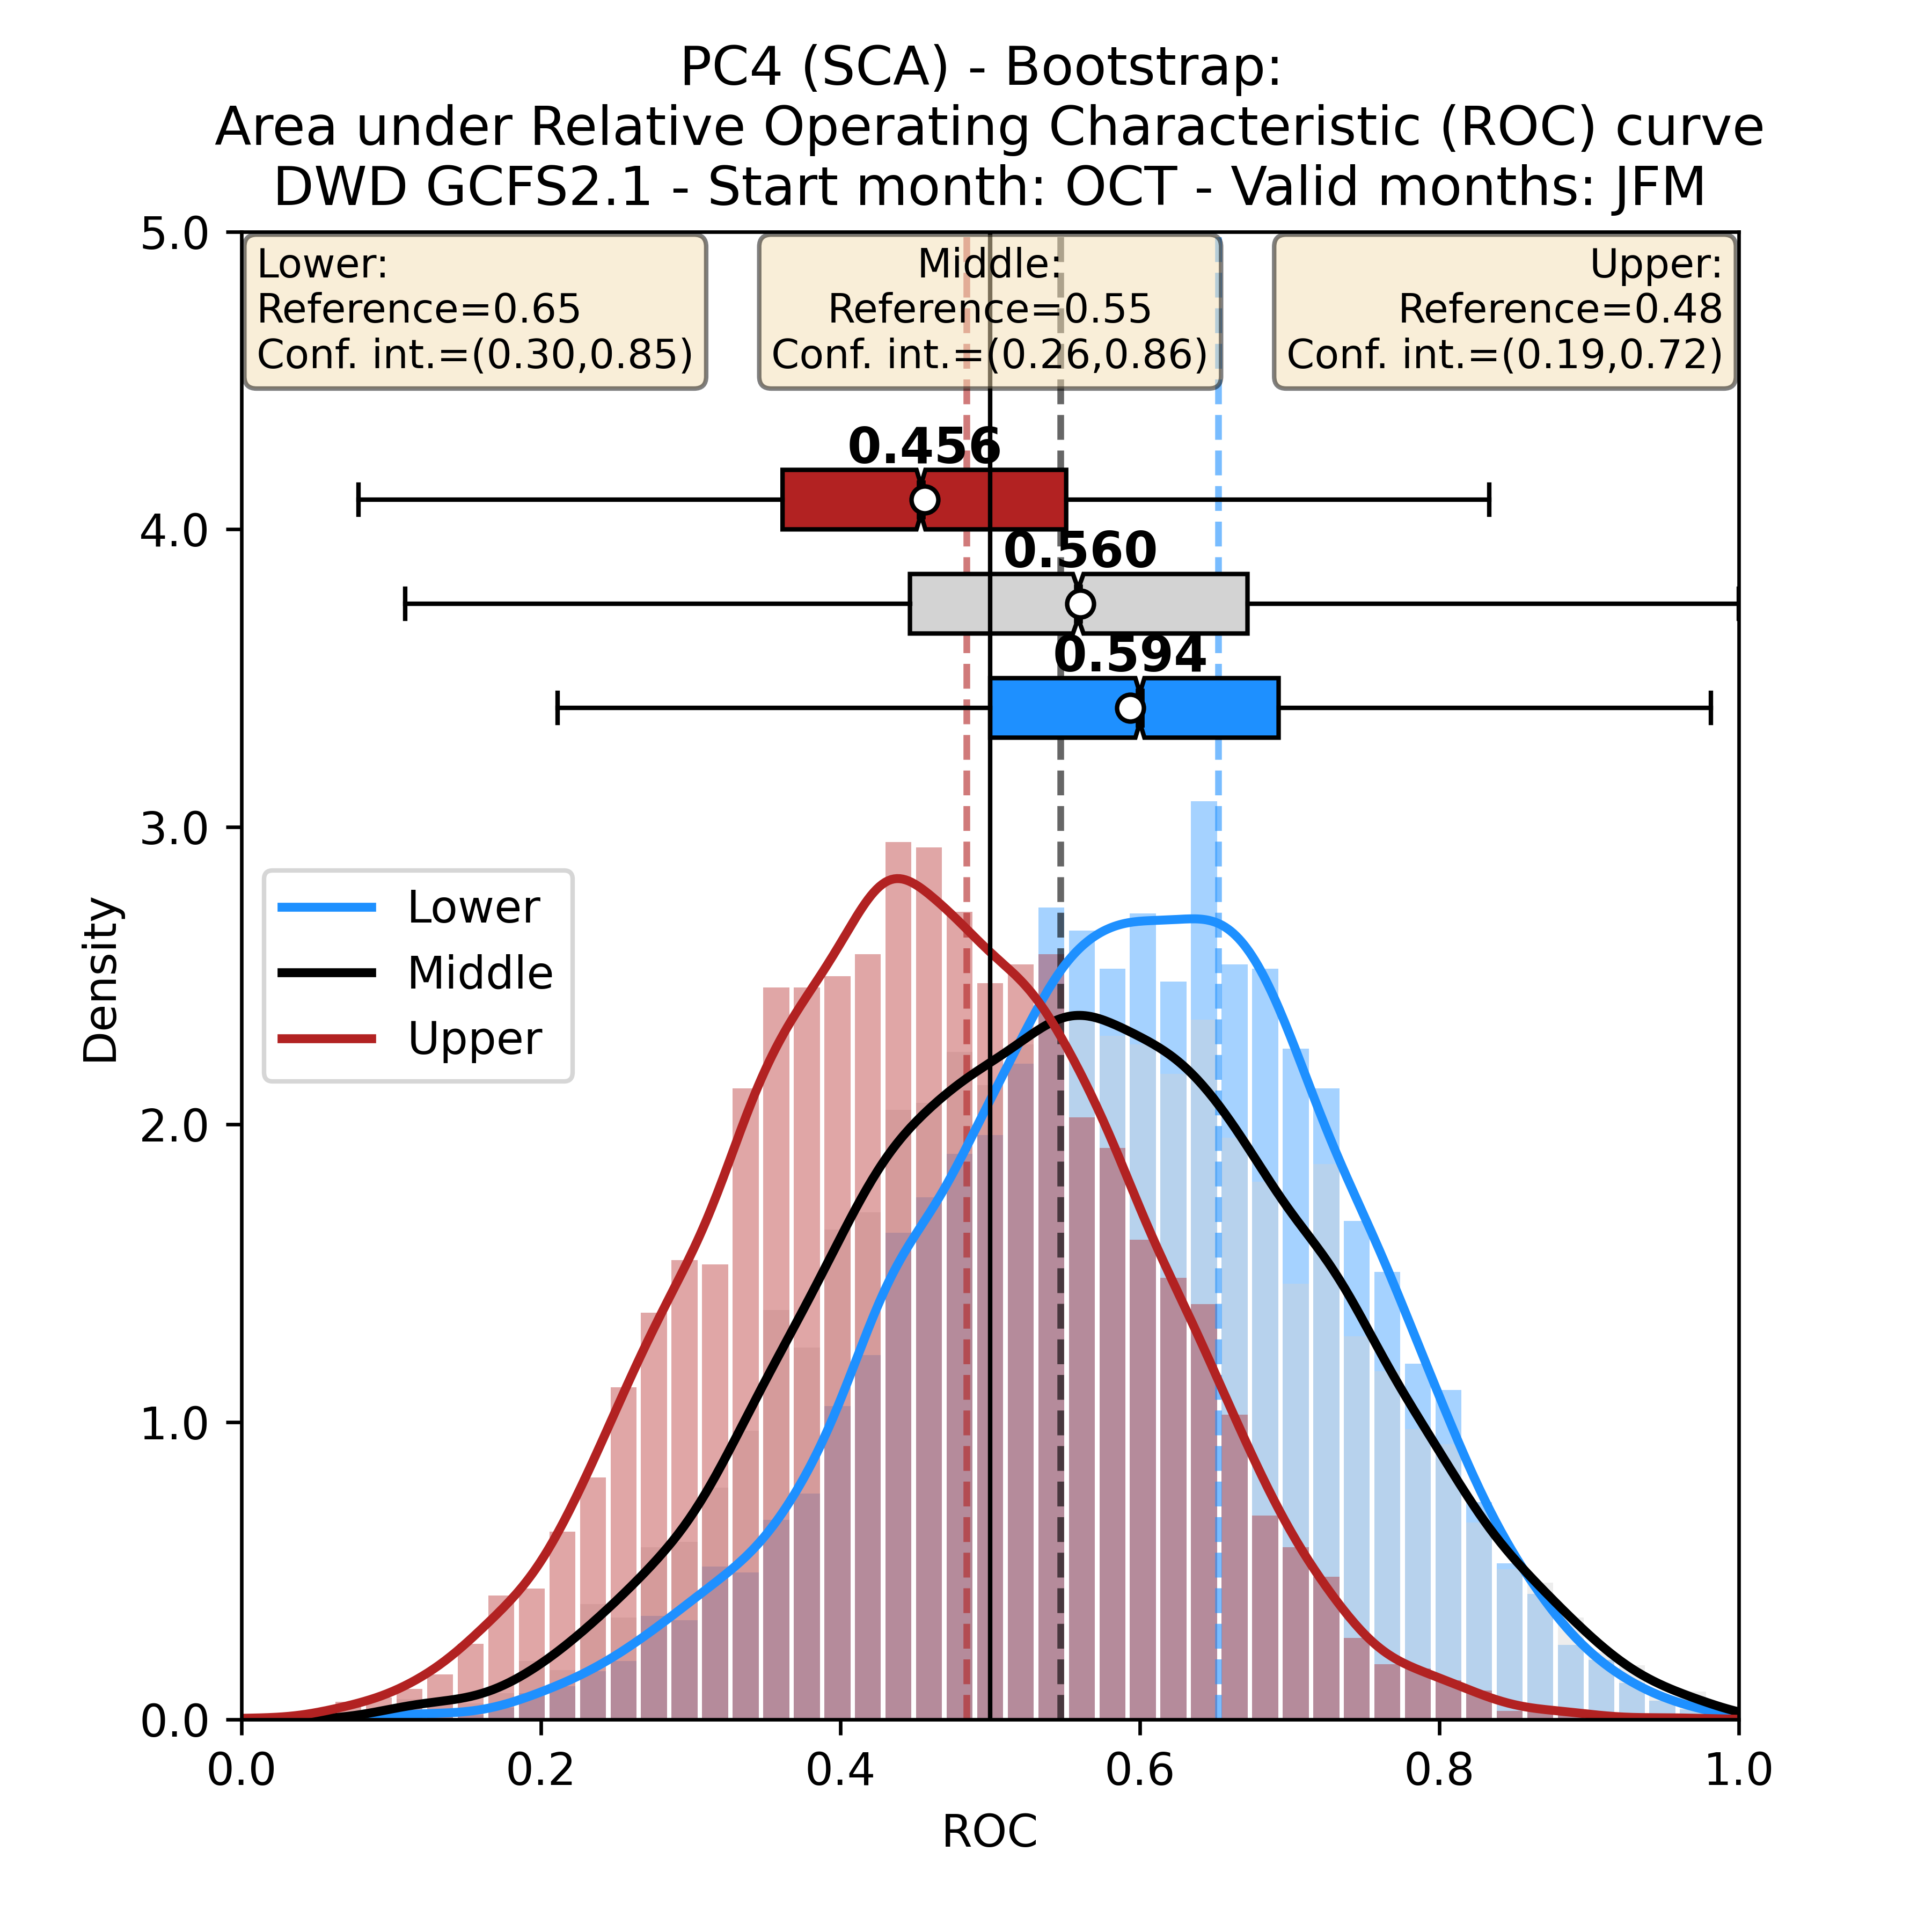 PC4 (SCA) - Bootstrap:
Area under Relative Operating Characteristic (ROC) curve
DWD GCFS2.1 - Start month: OCT - Valid months: JFM
5.0
Lower:
Reference=0.65
Conf. int.=(0.30,0.85)
Middle:
Reference=0.55
Conf. int.=(0.26,0.86)
Upper:
Reference=0.48
Conf. int.=(0.19,0.72)
0.456
4.0
0.560
0.594
3.0
Lower
Middle
Upper
Density
2.0
1.0
0.0
0.0 0.2 0.4 0.6 0.8 1.0
ROC